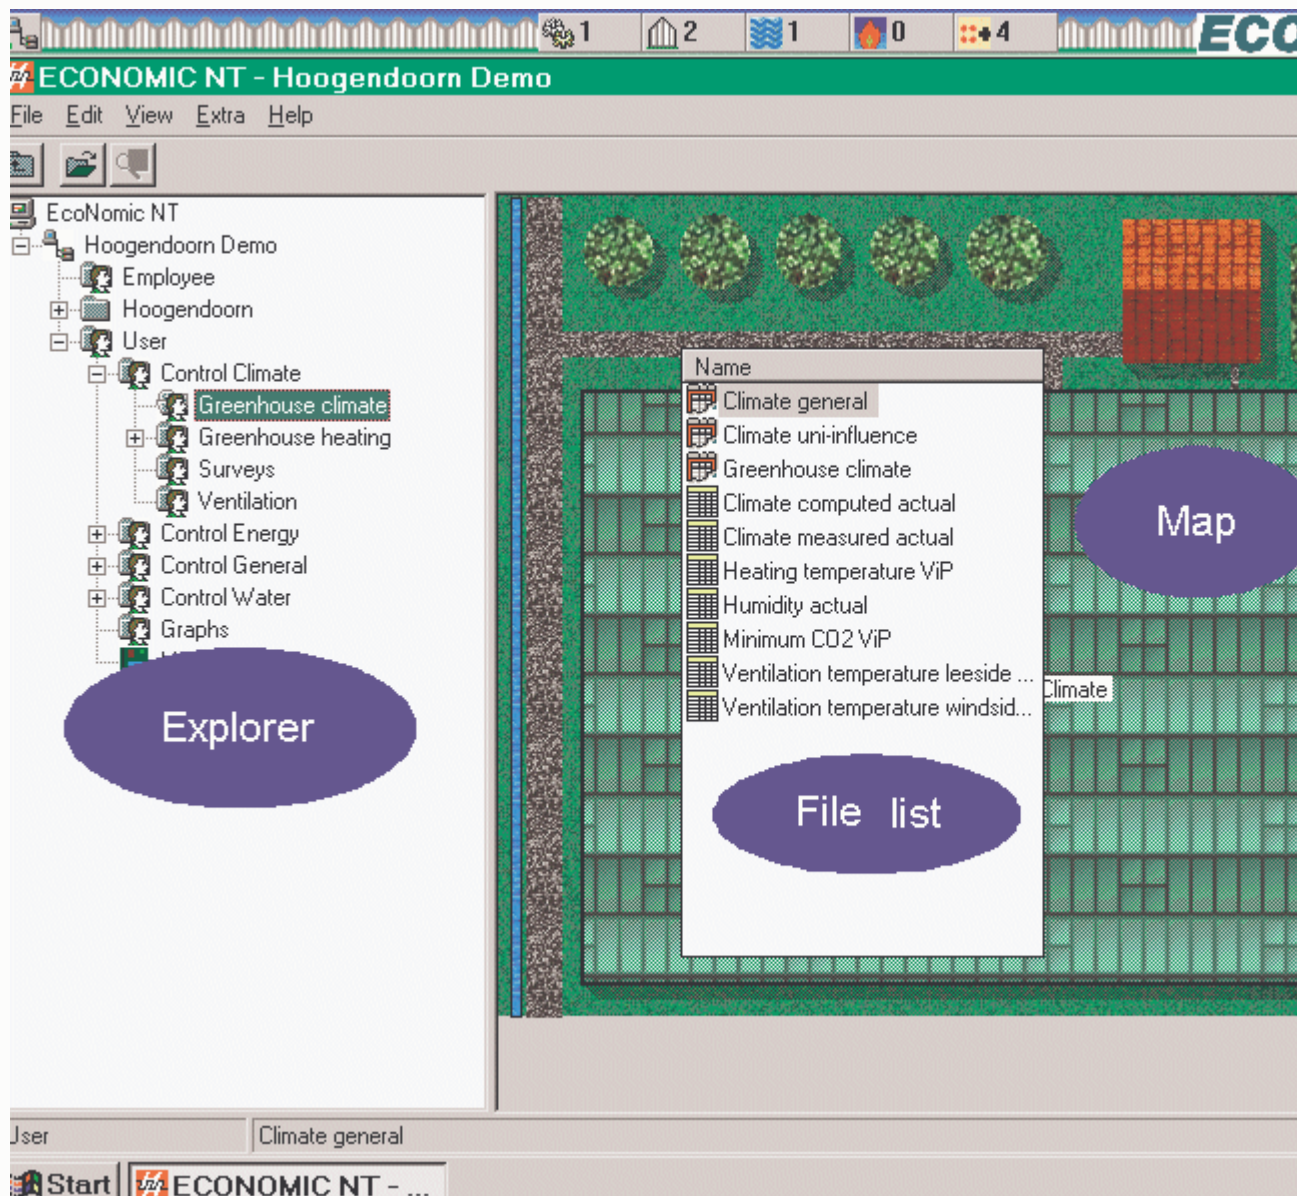 1 2 1 0 4 ECO
ECONOMIC NT - Hoogendoorn Demo
File Edit View Extra Help
EcoNomic NT
Hoogendoorn Demo
Employee
Hoogendoorn
User
Control Climate
Greenhouse climate
Greenhouse heating
Surveys
Ventilation
Control Energy
Control General
Control Water
Graphs
Explorer
Name
Climate general
Climate uni-influence
Greenhouse climate
Climate computed actual
Climate measured actual
Heating temperature ViP
Humidity actual
Minimum CO2 ViP
Ventilation temperature leeside ...
Ventilation temperature windsid...
File list
Map
Climate
User Climate general
Start ECONOMIC NT - ...